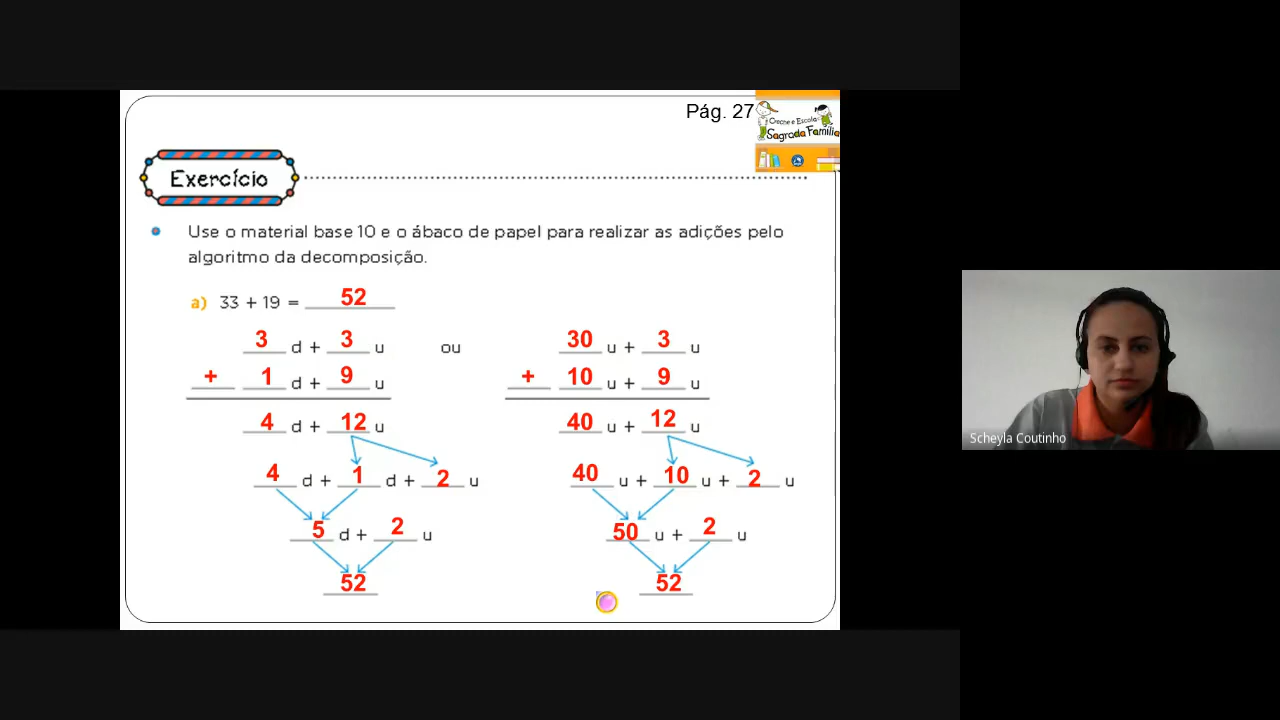 Pág. 27
Creche e Escola
Sagrada Família
Exercício
Use o material base 10 e o ábaco de papel para realizar as adições pelo
algoritmo da decomposição.
a) 33 + 19 = 52
3 d + 3 u ou 30 u + 3 u
+ 1 d + 9 u + 10 u + 9 u
4 d + 12 u 40 u + 12 u
4 d + 1 d + 2 u 40 u + 10 u + 2 u
5 d + 2 u 50 u + 2 u
52 52
Scheyla Coutinho